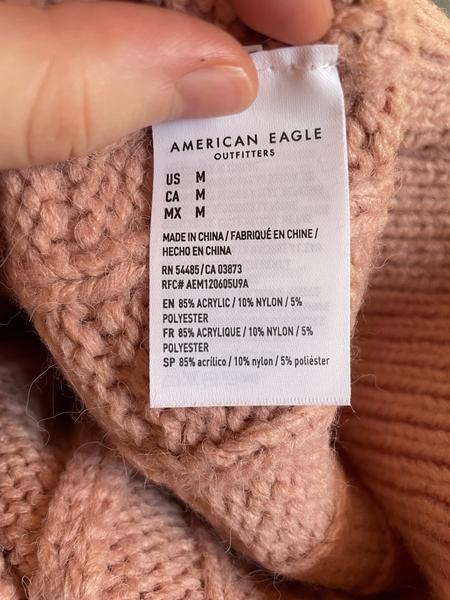 AMERICAN EAGLE
OUTFITTERS
US M
CA M
MX M
MADE IN CHINA / FABRIQUÉ EN CHINE /
HECHO EN CHINA
RN 54485/CA 03873
RFC# AEM120605U9A
EN 85% ACRYLIC / 10% NYLON / 5%
POLYESTER
FR 85% ACRYLIQUE / 10% NYLON / 5%
POLYESTER
SP 85% acrílico / 10% nylon / 5% poliéster